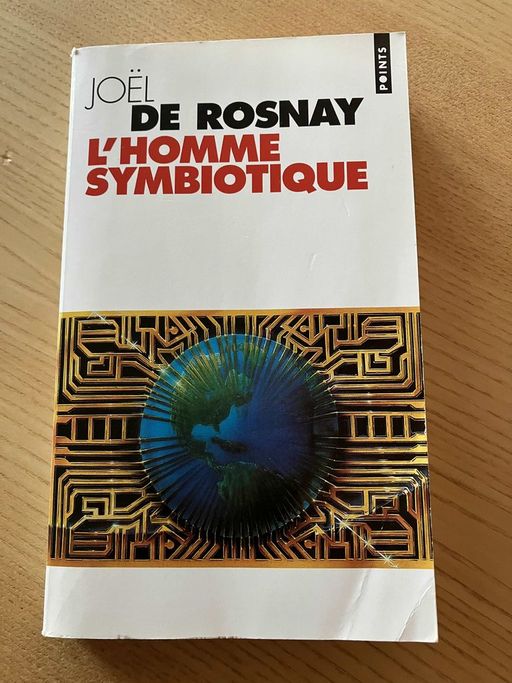 JOËL
DE ROSNAY
L'HOMME
SYMBIOTIQUE
POINTS